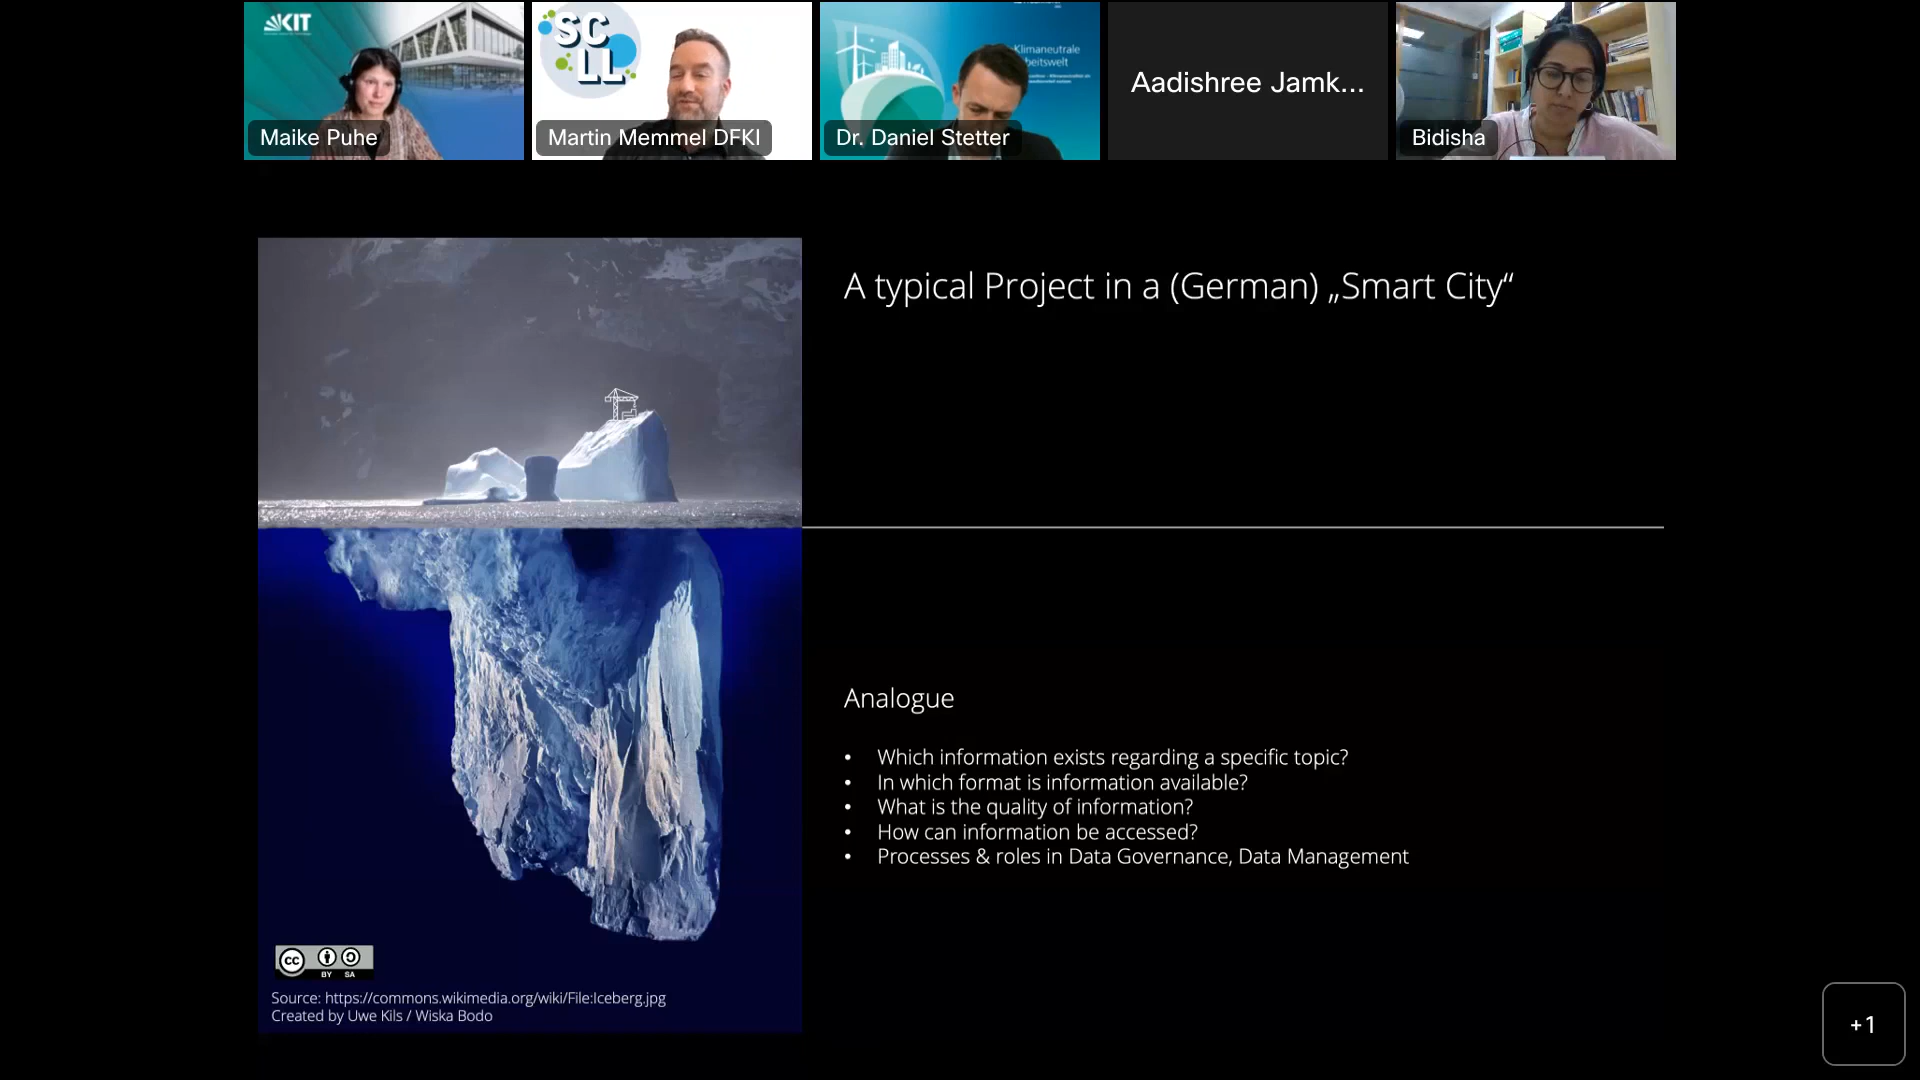 KIT
Maike Puhe
SC
LL
Martin Memmel DFKI
Klimaneutrale
Dr. Daniel Stetter
Aadishree Jamk...
Bidisha
A typical Project in a (German) „Smart City“
Analogue
• Which information exists regarding a specific topic?
• In which format is information available?
• What is the quality of information?
• How can information be accessed?
• Processes & roles in Data Governance, Data Management
cc
BY SA
Source: https://commons.wikimedia.org/wiki/File:Iceberg.jpg
Created by Uwe Kils / Wiska Bodo
+1